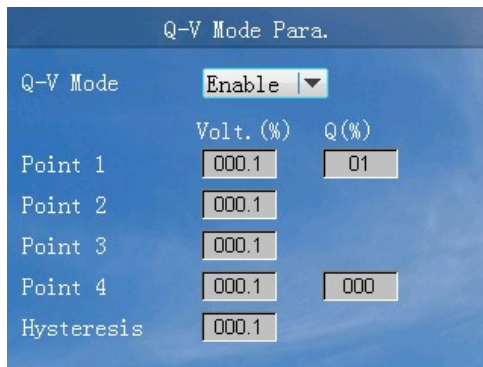 Q-V Mode Para.
Q-V Mode Enable
Volt.(%) Q(%)
Point 1 000.1 01
Point 2 000.1
Point 3 000.1
Point 4 000.1 000
Hysteresis 000.1